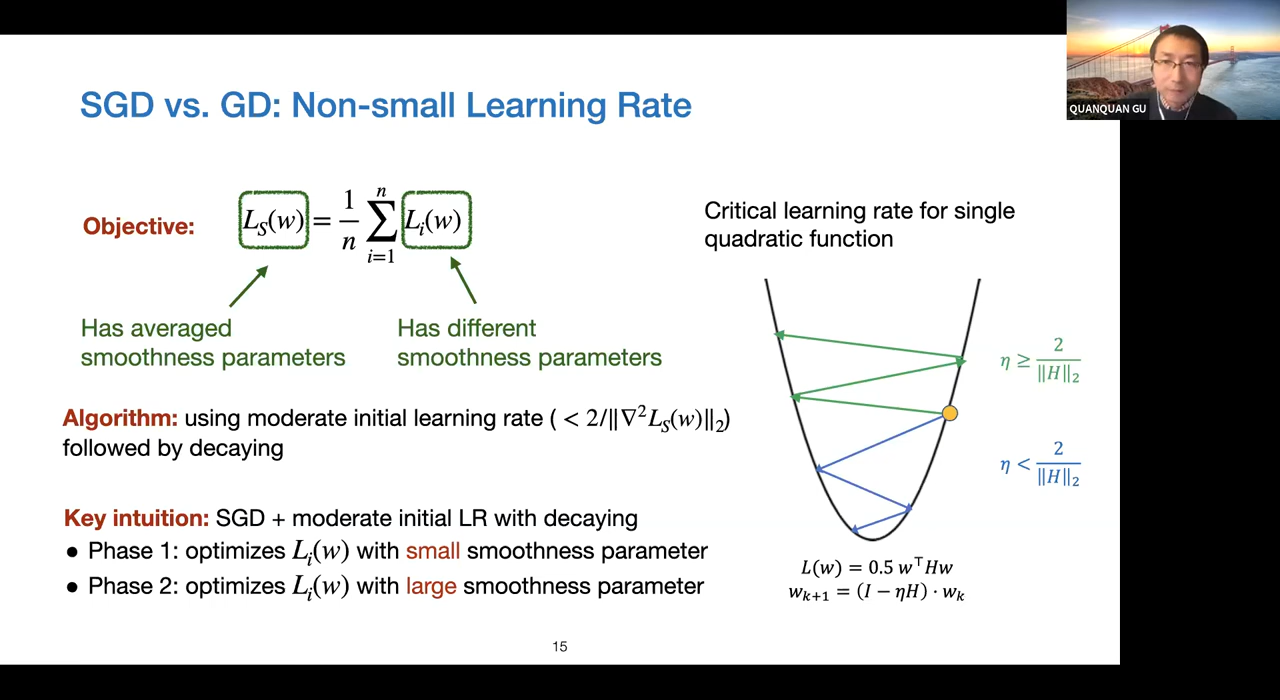 QUANQUAN GU
SGD vs. GD: Non-small Learning Rate
Objective: L_S(w) = 1/n ∑_{i=1}^{n} L_i(w)
Has averaged
smoothness parameters
Has different
smoothness parameters
Algorithm: using moderate initial learning rate ( < 2/‖∇²L_S(w)‖₂)
followed by decaying
Key intuition: SGD + moderate initial LR with decaying
• Phase 1: optimizes L_i(w) with small smoothness parameter
• Phase 2: optimizes L_i(w) with large smoothness parameter
Critical learning rate for single
quadratic function
η ≥ 2/‖H‖₂
η < 2/‖H‖₂
L(w) = 0.5 w⊤Hw
w_{k+1} = (I − ηH) · w_k
15